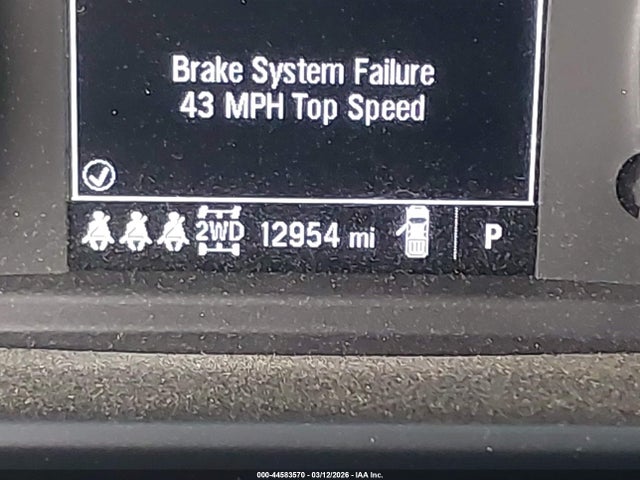 Brake System Failure
43 MPH Top Speed
2WD 12954 mi P
000-44583570 - 03/12/2026 - IAA Inc.